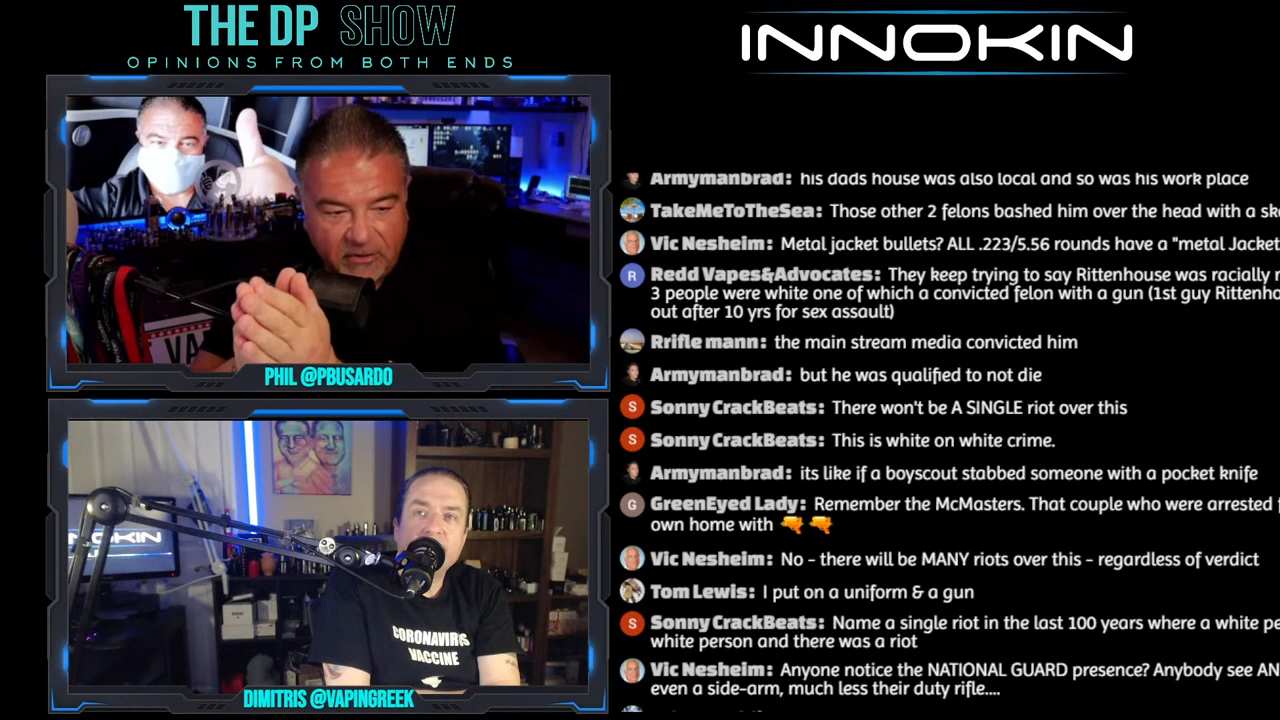 THE DP SHOW
OPINIONS FROM BOTH ENDS
INNOKIN
VA
PHIL @PBUSARDO
INNOKIN
CORONAVIRUS
VACCINE
DIMITRIS @VAPINGREEK
Armymanbrad: his dads house was also local and so was his work place
TakeMeToTheSea: Those other 2 felons bashed him over the head with a
Vic Nesheim: Metal jacket bullets? ALL .223/5.56 rounds have a "metal Jacket
R Redd Vapes&Advocates: They keep trying to say Rittenhouse was racially
3 people were white one of which a convicted felon with a gun (1st guy
out after 10 yrs for sex assault)
Rrifle mann: the main stream media convicted him
Armymanbrad: but he was qualified to not die
S Sonny CrackBeats: There won't be A SINGLE riot over this
S Sonny CrackBeats: This is white on white crime.
Armymanbrad: its like if a boyscout stabbed someone with a pocket knife
G GreenEyed Lady: Remember the McMasters. That couple who were arrested
own home with 🔫 🔫
Vic Nesheim: No - there will be MANY riots over this - regardless of verdict
Tom Lewis: I put on a uniform & a gun
S Sonny CrackBeats: Name a single riot in the last 100 years where a white
white person and there was a riot
Vic Nesheim: Anyone notice the NATIONAL GUARD presence? Anybody see
even a side-arm, much less their duty rifle....